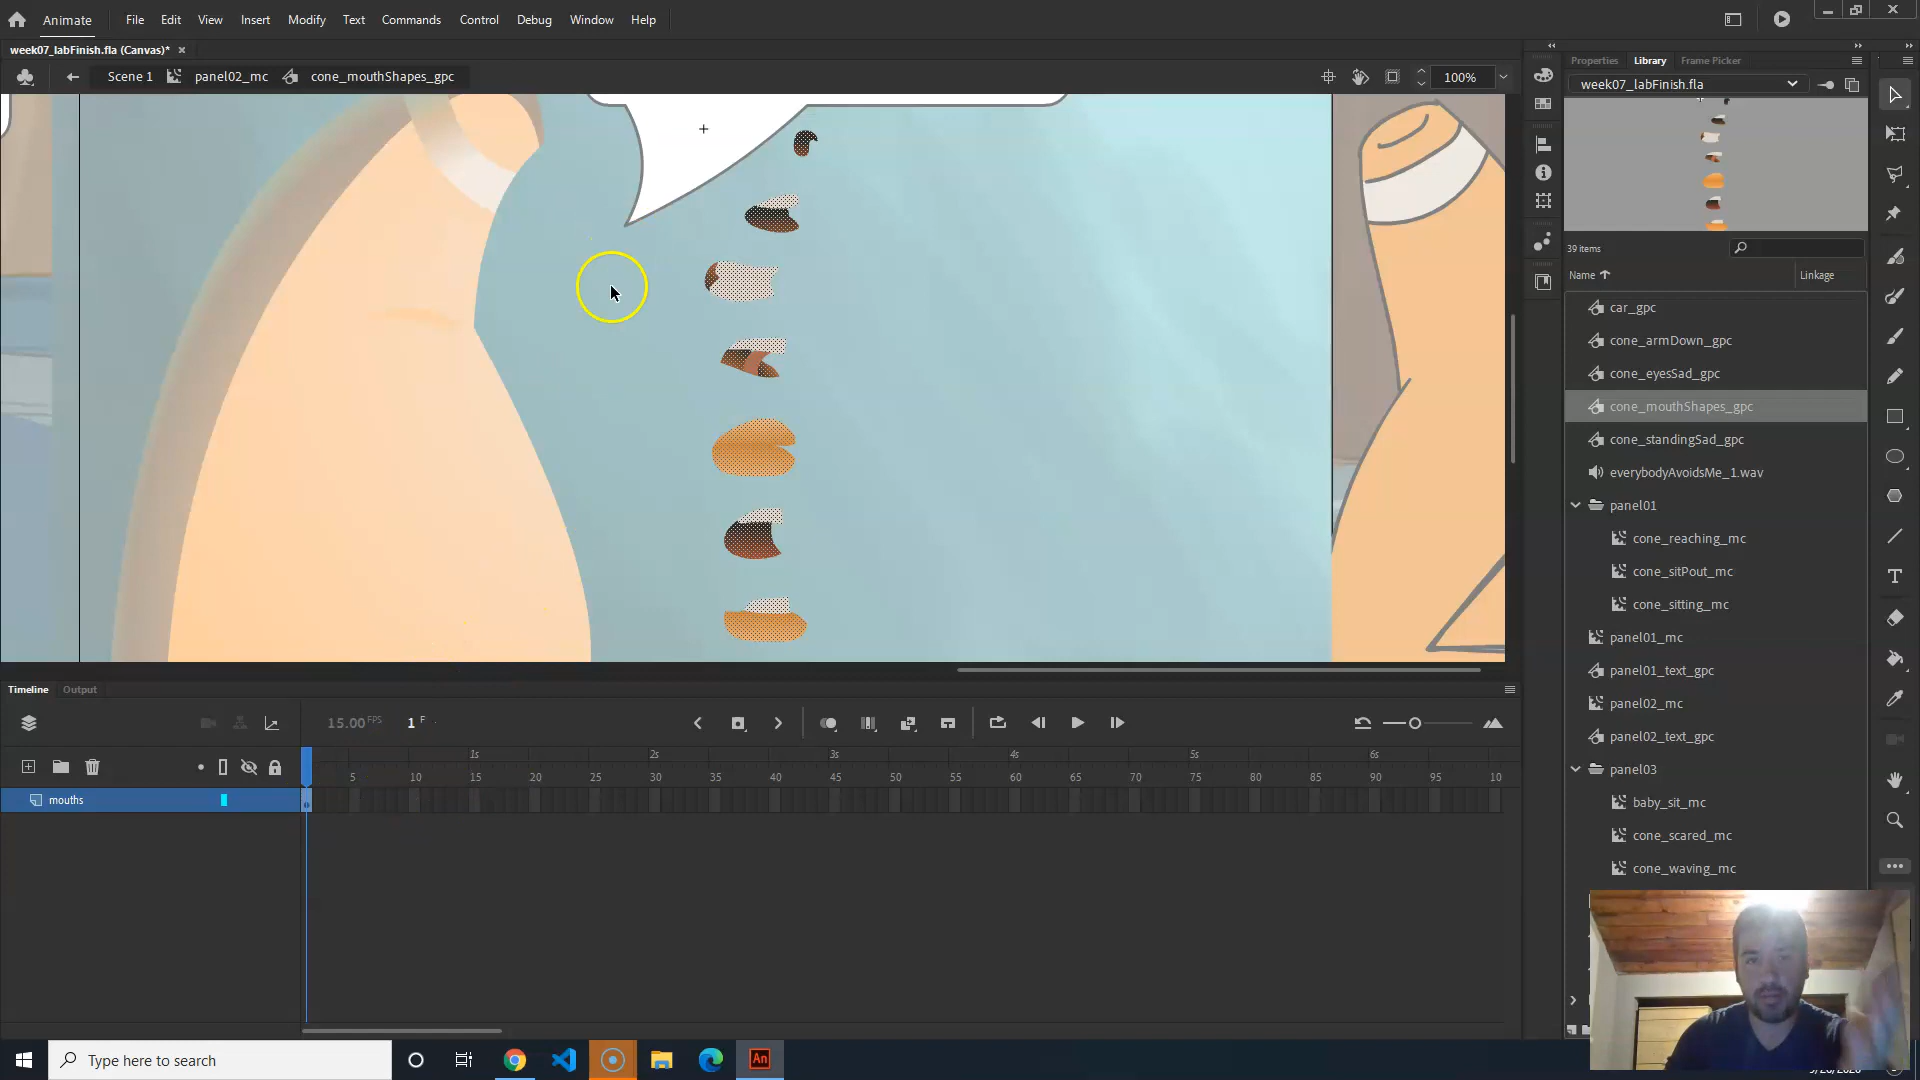 Animate File Edit View Insert Modify Text Commands Control Debug Window Help
week07_labFinish.fla (Canvas)*
Scene 1 panel02_mc cone_mouthShapes_gpc 100%
Properties Library Frame Picker
week07_labFinish.fla
39 items
Name Linkage
car_gpc
cone_armDown_gpc
cone_eyesSad_gpc
cone_mouthShapes_gpc
cone_standingSad_gpc
everybodyAvoidsMe_1.wav
panel01
cone_reaching_mc
cone_sitPout_mc
cone_sitting_mc
panel01_mc
panel01_text_gpc
panel02_mc
panel02_text_gpc
panel03
baby_sit_mc
cone_scared_mc
cone_waving_mc
Timeline Output
15.00 FPS 1 F
1s 2s 3s 4s 5s 6s
5 10 15 20 25 30 35 40 45 50 55 60 65 70 75 80 85 90 95 10
mouths
Type here to search
An